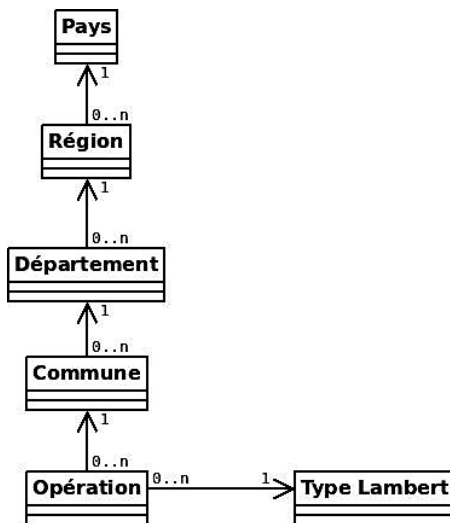 Pays
1
0..n
Région
1
0..n
Département
1
0..n
Commune
1
0..n
Opération 0..n 1 Type Lambert